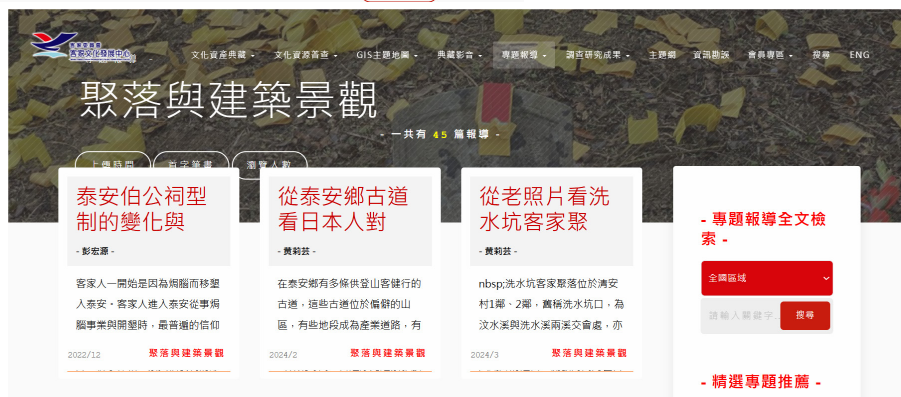 客家文化發展中心
文化資產典藏 文化資源普查 GIS主題地圖 典藏影音 專題報導 調查研究成果 主題網 資訊勘誤 會員專區 搜尋 ENG
聚落與建築景觀
- 一共有 45 篇報導 -
上傳時間 首字筆畫 瀏覽人數
泰安伯公祠型
制的變化與
- 彭宏源 -
客家人一開始是因為焗腦而移墾
入泰安。客家人進入泰安從事焗
腦事業與開墾時，最普遍的信仰
2022/12 聚落與建築景觀
從泰安鄉古道
看日本人對
- 黃莉芸 -
在泰安鄉有多條供登山客健行的
古道，這些古道位於偏僻的山
區，有些地段成為產業道路，有
2024/2 聚落與建築景觀
從老照片看洗
水坑客家聚
- 黃莉芸 -
nbsp;洗水坑客家聚落位於清安
村1鄰、2鄰，舊稱洗水坑口，為
汶水溪與洗水溪兩溪交會處，亦
2024/3 聚落與建築景觀
- 專題報導全文檢
索 -
全國區域
請輸入關鍵字... 搜尋
- 精選專題推薦 -